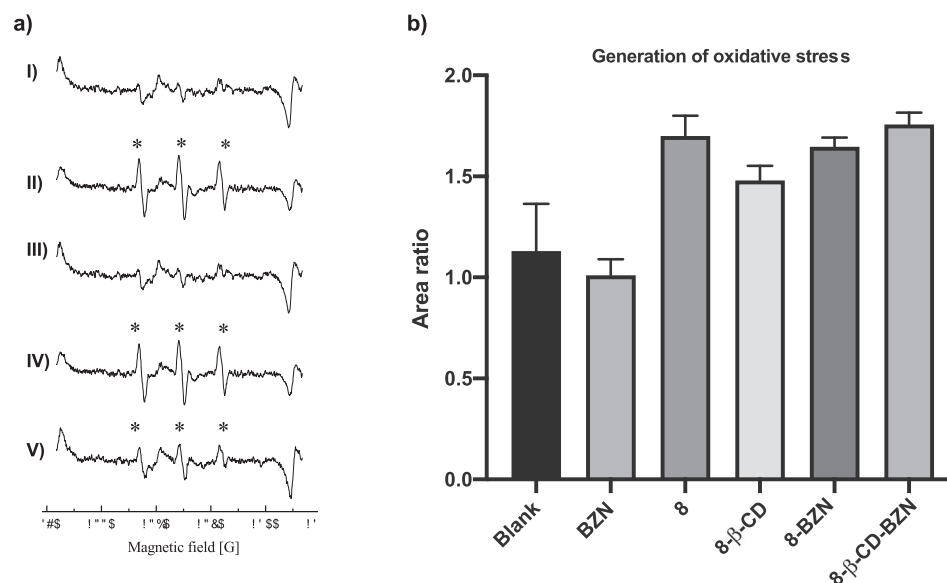 a)
I)
* * *
II)
III)
* * *
IV)
* * *
V)
Magnetic field [G]
b)
Generation of oxidative stress
Area ratio
2.0
1.5
1.0
0.5
0.0
Blank
BZN
8
8-β-CD
8-BZN
8-β-CD-BZN